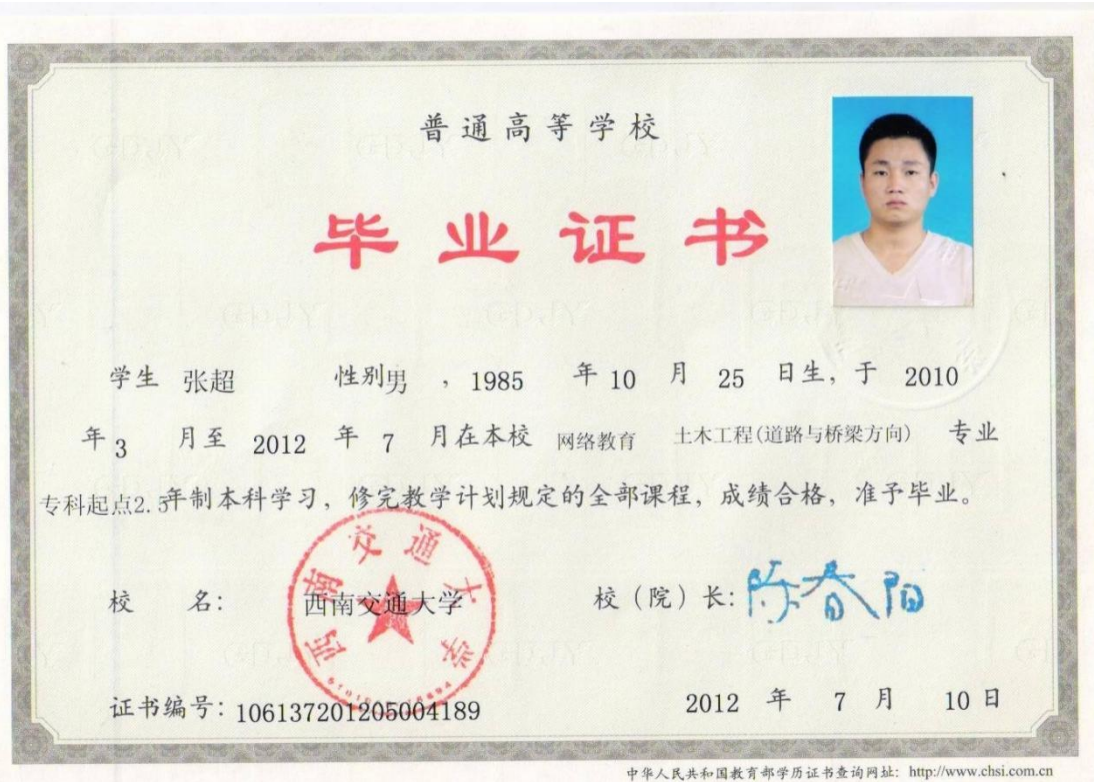 普通高等学校
毕业证书
学生 张超 性别男 ，1985 年 10 月 25 日生，于 2010
年 3 月至 2012 年 7 月在本校 网络教育 土木工程(道路与桥梁方向) 专业
专科起点2.5年制本科学习，修完教学计划规定的全部课程，成绩合格，准予毕业。
西南交通大学
校 名： 西南交通大学 校（院）长：陈春阳
证书编号：106137201205004189 2012 年 7 月 10 日
中华人民共和国教育部学历证书查询网址：http://www.chsi.com.cn